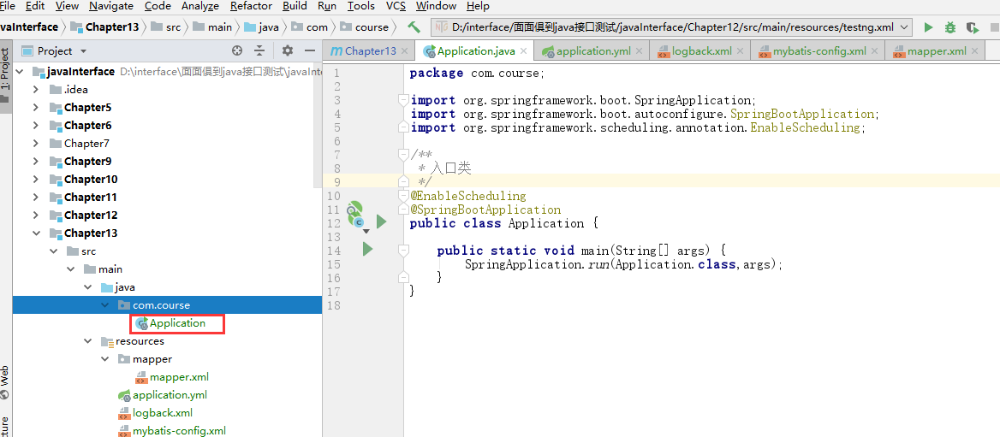 File Edit View Navigate Code Analyze Refactor Build Run Tools VCS Window Help
vaInterface Chapter13 src main java com course D:/interface/面面俱到java接口测试/javaInterface/Chapter12/src/main/resources/testng.xml
1: Project
Project
Chapter13 Application.java application.yml logback.xml mybatis-config.xml mapper.xml
javaInterface D:\interface\面面俱到java接口测试\javaInt
.idea
Chapter5
Chapter6
Chapter7
Chapter9
Chapter10
Chapter11
Chapter12
Chapter13
src
main
java
com.course
Application
resources
mapper
mapper.xml
application.yml
logback.xml
mybatis-config.xml
Web
cture
1 package com.course;
2
3 import org.springframework.boot.SpringApplication;
4 import org.springframework.boot.autoconfigure.SpringBootApplication;
5 import org.springframework.scheduling.annotation.EnableScheduling;
6
7 /**
8 * 入口类
9 */
10 @EnableScheduling
11 @SpringBootApplication
12 public class Application {
13
14 public static void main(String[] args) {
15 SpringApplication.run(Application.class,args);
16 }
17 }
18